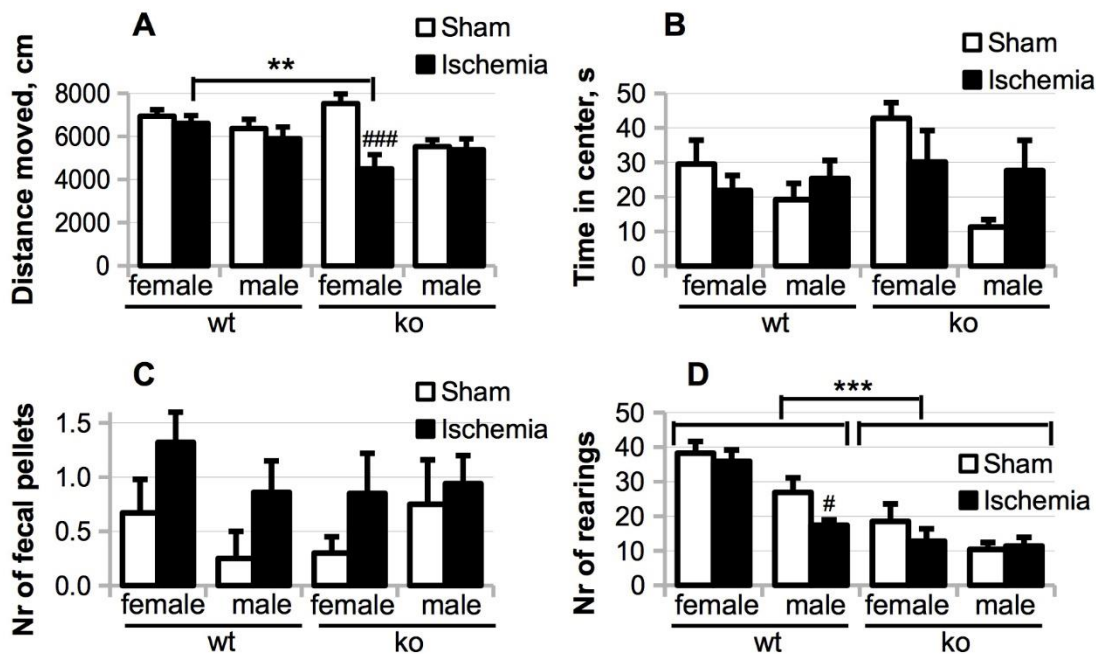 A
Sham
Ischemia
**
###
Distance moved, cm
8000
6000
4000
2000
0
female male female male
wt ko
B
Sham
Ischemia
Time in center, s
50
40
30
20
10
0
female male female male
wt ko
C
Sham
Ischemia
Nr of fecal pellets
1.5
1.0
0.5
0.0
female male female male
wt ko
D
***
Sham
Ischemia
#
Nr of rearings
50
40
30
20
10
0
female male female male
wt ko